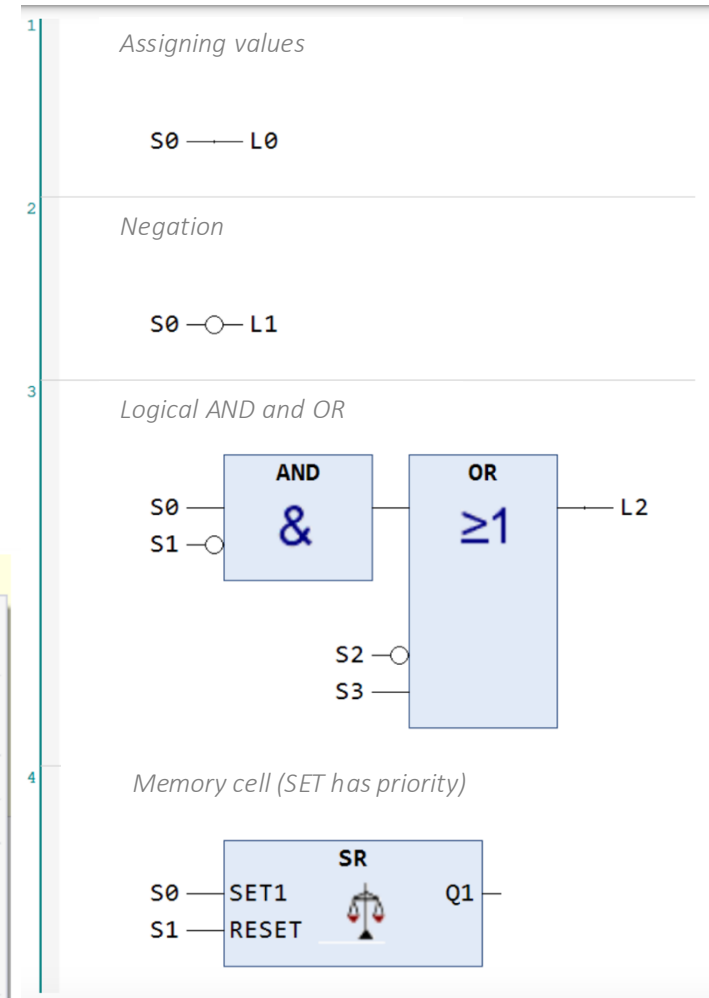 1
Assigning values
S0 L0
2
Negation
S0 L1
3
Logical AND and OR
AND OR
S0 & ≥1 L2
S1
S2
S3
4
Memory cell (SET has priority)
SR
S0 SET1 Q1
S1 RESET